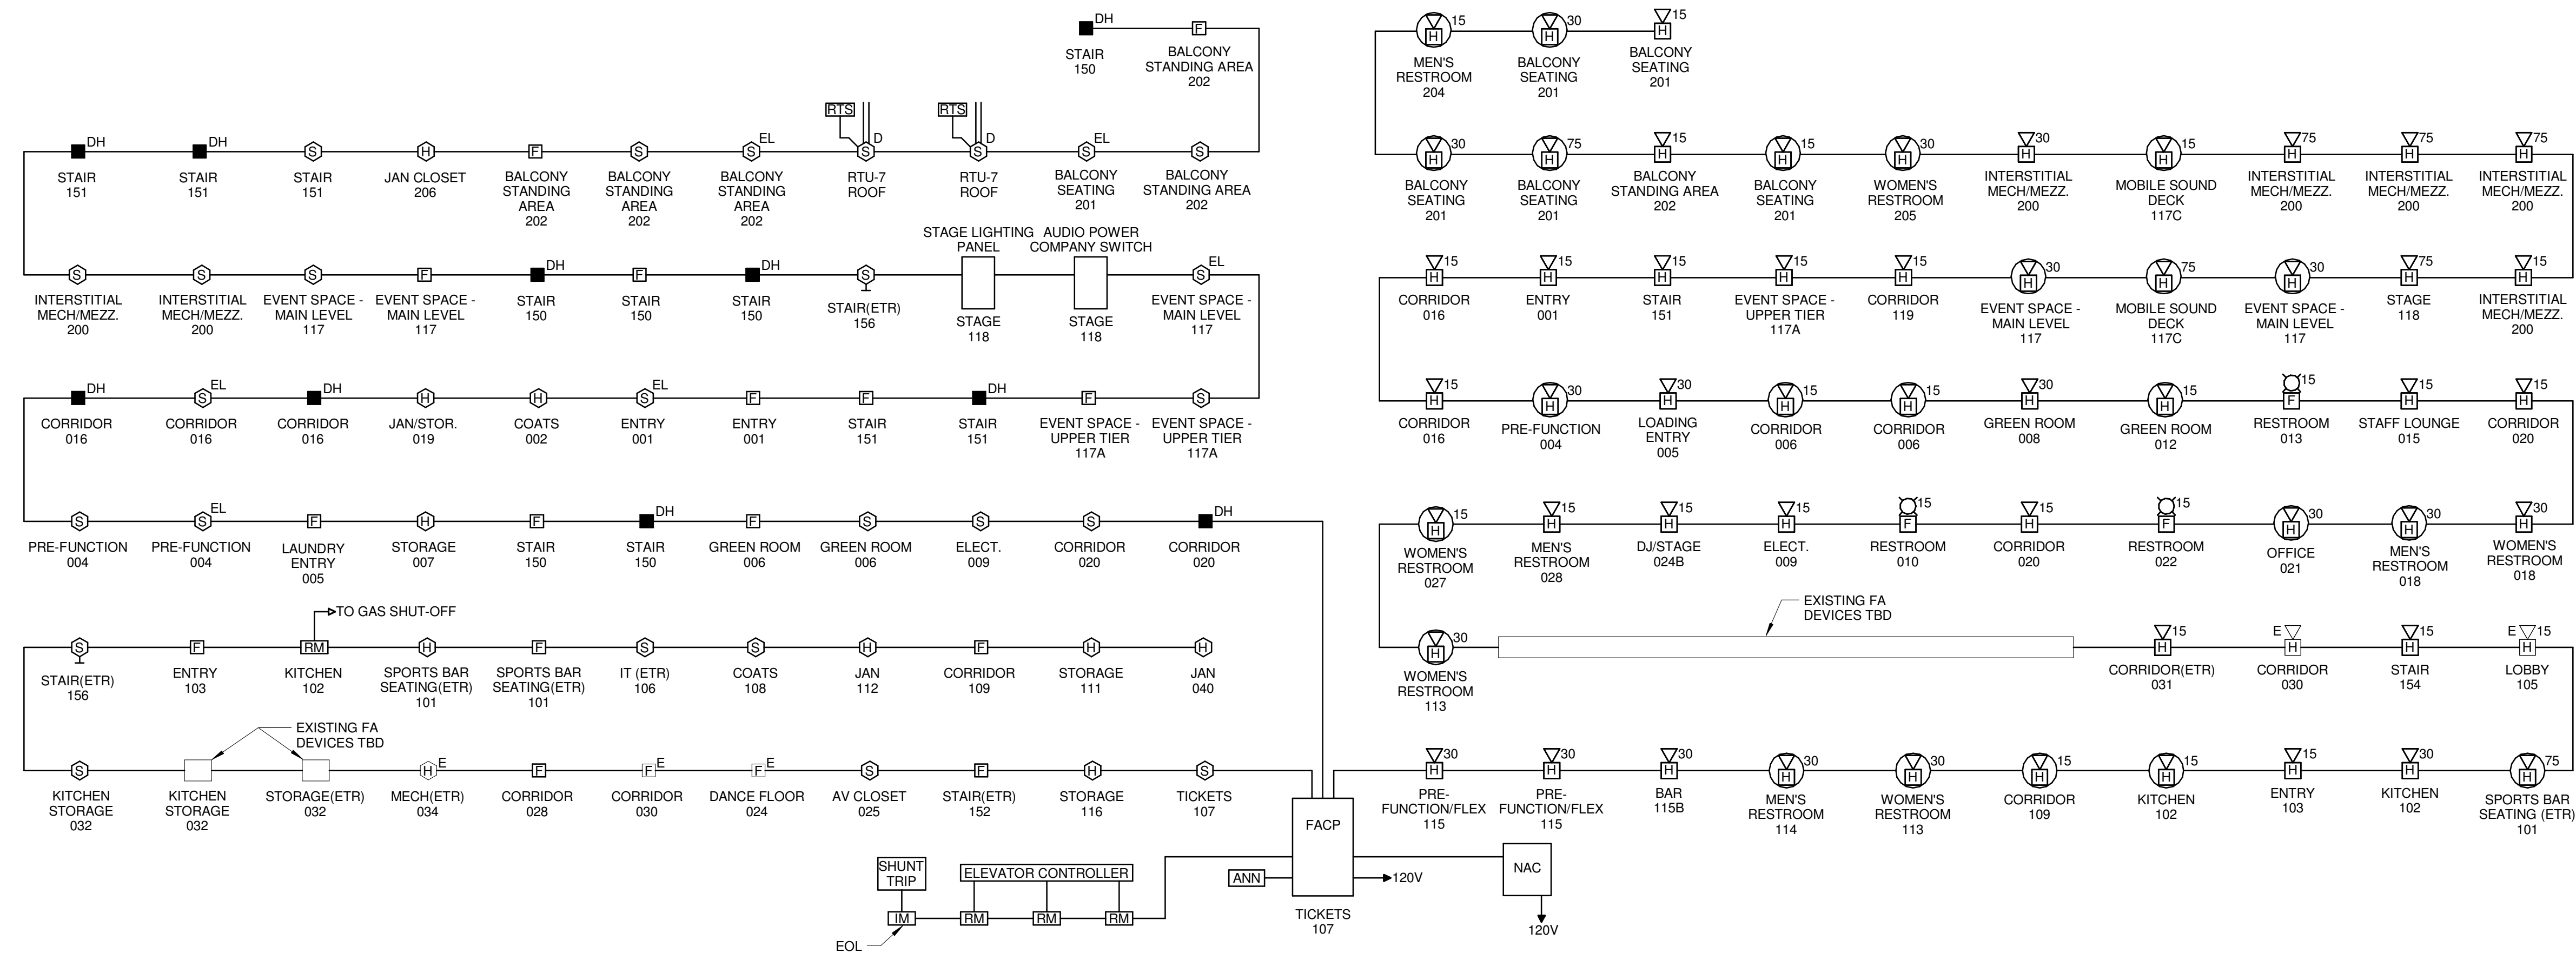 DH
F
STAIR
150
BALCONY
STANDING AREA
202
RTS
RTS
DH
DH
S
H
F
S
EL
S
D
S
D
S
EL
S
S
STAIR
151
STAIR
151
STAIR
151
JAN CLOSET
206
BALCONY
STANDING
AREA
202
BALCONY
STANDING
AREA
202
BALCONY
STANDING
AREA
202
RTU-7
ROOF
RTU-7
ROOF
BALCONY
SEATING
201
BALCONY
STANDING AREA
202
STAGE LIGHTING
PANEL
AUDIO POWER
COMPANY SWITCH
S
S
S
F
DH
F
DH
S
EL
S
INTERSTITIAL
MECH/MEZZ.
200
INTERSTITIAL
MECH/MEZZ.
200
EVENT SPACE -
MAIN LEVEL
117
EVENT SPACE -
MAIN LEVEL
117
STAIR
150
STAIR
150
STAIR
150
STAIR(ETR)
156
STAGE
118
STAGE
118
EVENT SPACE -
MAIN LEVEL
117
DH
EL
S
DH
H
H
EL
S
F
F
DH
F
S
CORRIDOR
016
CORRIDOR
016
CORRIDOR
016
JAN/STOR.
019
COATS
002
ENTRY
001
ENTRY
001
STAIR
151
STAIR
151
EVENT SPACE -
UPPER TIER
117A
EVENT SPACE -
UPPER TIER
117A
S
EL
S
F
H
F
DH
F
S
S
S
DH
PRE-FUNCTION
004
PRE-FUNCTION
004
LAUNDRY
ENTRY
005
STORAGE
007
STAIR
150
STAIR
150
GREEN ROOM
006
GREEN ROOM
006
ELECT.
009
CORRIDOR
020
CORRIDOR
020
TO GAS SHUT-OFF
S
F
RM
H
F
S
S
H
F
H
H
STAIR(ETR)
156
ENTRY
103
KITCHEN
102
SPORTS BAR
SEATING(ETR)
101
SPORTS BAR
SEATING(ETR)
101
IT (ETR)
106
COATS
108
JAN
112
CORRIDOR
109
STORAGE
111
JAN
040
EXISTING FA
DEVICES TBD
S
H
E
F
F
E
F
E
S
F
H
S
KITCHEN
STORAGE
032
KITCHEN
STORAGE
032
STORAGE(ETR)
032
MECH(ETR)
034
CORRIDOR
028
CORRIDOR
030
DANCE FLOOR
024
AV CLOSET
025
STAIR(ETR)
152
STORAGE
116
TICKETS
107
SHUNT
TRIP
ELEVATOR CONTROLLER
IM
RM
RM
RM
EOL
ANN
FACP
120V
TICKETS
107
NAC
120V
15
H
30
H
15
H
MEN'S
RESTROOM
204
BALCONY
SEATING
201
BALCONY
SEATING
201
30
H
75
H
15
H
15
H
30
H
30
H
15
H
75
H
75
H
75
H
BALCONY
SEATING
201
BALCONY
SEATING
201
BALCONY
STANDING AREA
202
BALCONY
SEATING
201
WOMEN'S
RESTROOM
205
INTERSTITIAL
MECH/MEZZ.
200
MOBILE SOUND
DECK
117C
INTERSTITIAL
MECH/MEZZ.
200
INTERSTITIAL
MECH/MEZZ.
200
INTERSTITIAL
MECH/MEZZ.
200
15
H
15
H
15
H
15
H
15
H
30
H
75
H
30
H
75
H
15
H
CORRIDOR
016
ENTRY
001
STAIR
151
EVENT SPACE -
UPPER TIER
117A
CORRIDOR
119
EVENT SPACE -
MAIN LEVEL
117
MOBILE SOUND
DECK
117C
EVENT SPACE -
MAIN LEVEL
117
STAGE
118
INTERSTITIAL
MECH/MEZZ.
200
15
H
30
H
30
H
15
H
15
H
30
H
15
H
15
F
15
H
15
H
CORRIDOR
016
PRE-FUNCTION
004
LOADING
ENTRY
005
CORRIDOR
006
CORRIDOR
006
GREEN ROOM
008
GREEN ROOM
012
RESTROOM
013
STAFF LOUNGE
015
CORRIDOR
020
15
H
15
H
15
H
15
H
15
F
15
H
15
F
30
H
30
H
30
H
WOMEN'S
RESTROOM
027
MEN'S
RESTROOM
028
DJ/STAGE
024B
ELECT.
009
RESTROOM
010
CORRIDOR
020
RESTROOM
022
OFFICE
021
MEN'S
RESTROOM
018
WOMEN'S
RESTROOM
018
EXISTING FA
DEVICES TBD
30
H
15
H
E
H
15
H
E
15
H
WOMEN'S
RESTROOM
113
CORRIDOR(ETR)
031
CORRIDOR
030
STAIR
154
LOBBY
105
30
H
30
H
30
H
30
H
30
H
15
H
15
H
15
H
30
H
75
H
PRE-
FUNCTION/FLEX
115
PRE-
FUNCTION/FLEX
115
BAR
115B
MEN'S
RESTROOM
114
WOMEN'S
RESTROOM
113
CORRIDOR
109
KITCHEN
102
ENTRY
103
KITCHEN
102
SPORTS BAR
SEATING (ETR)
101